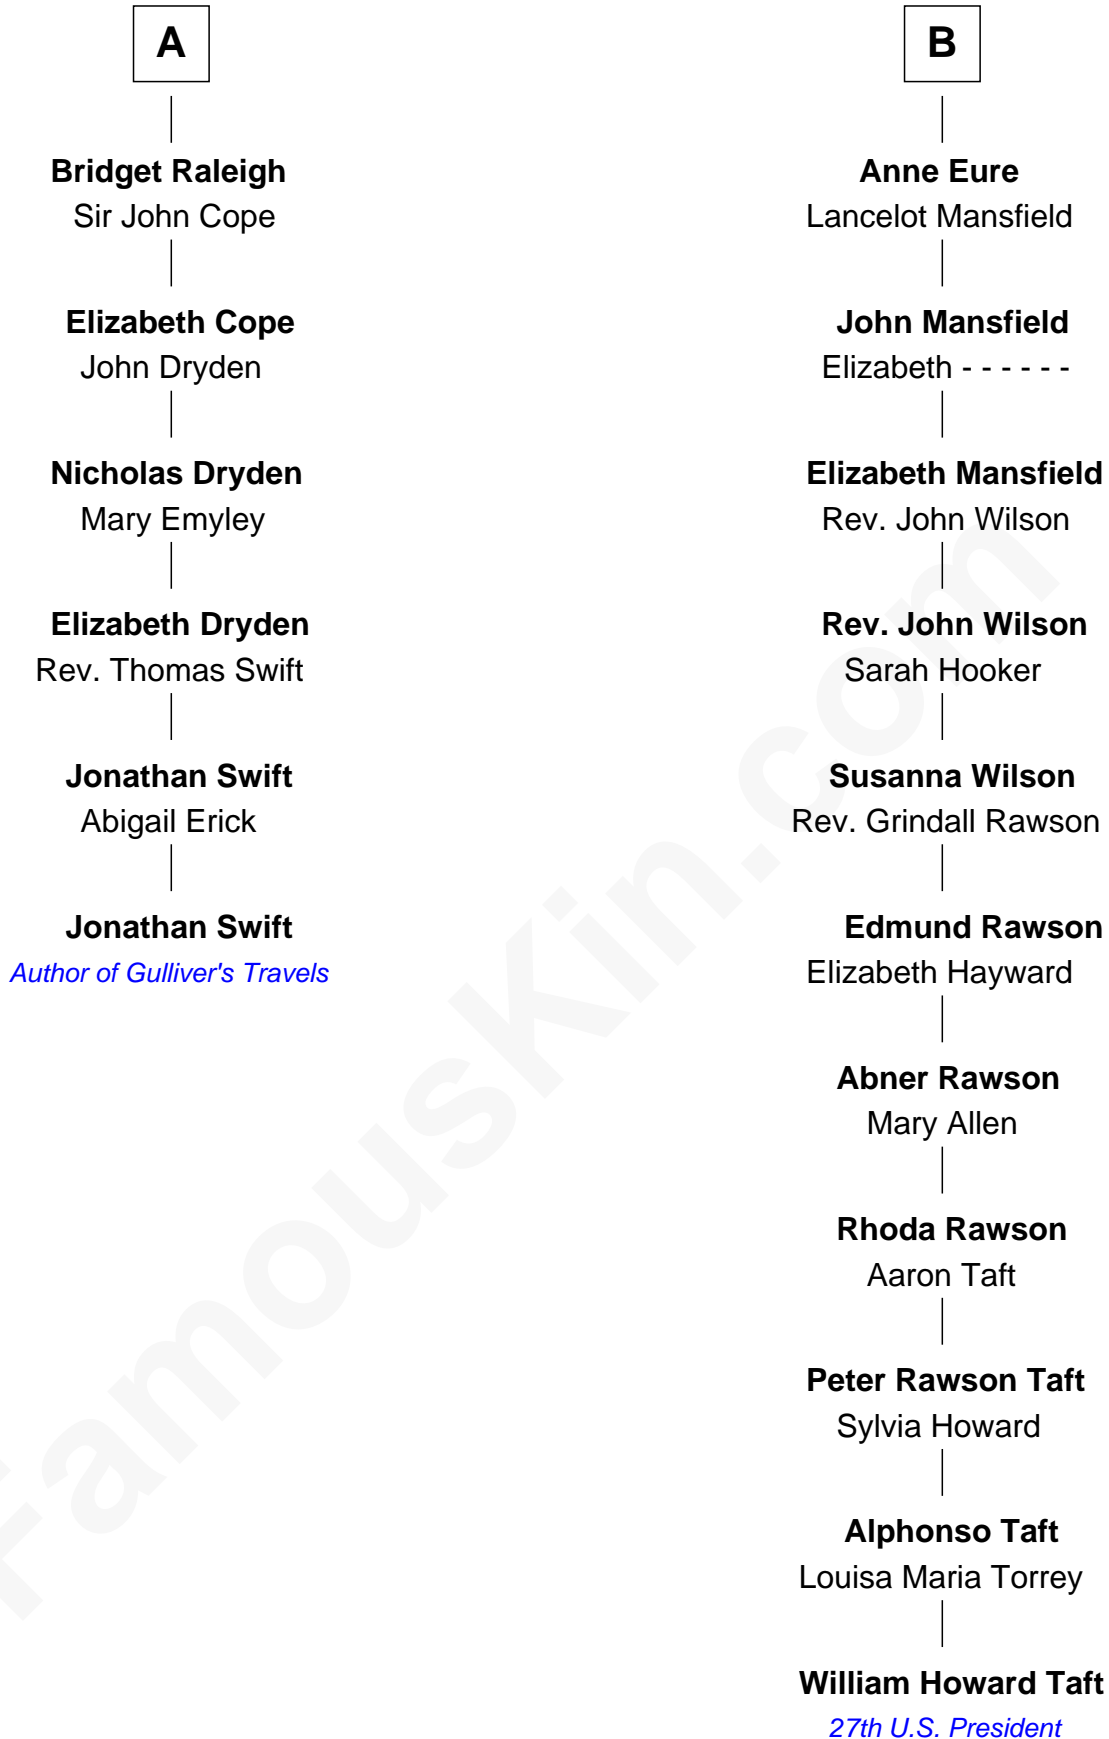 A
Bridget Raleigh
Sir John Cope
Elizabeth Cope
John Dryden
Nicholas Dryden
Mary Emyley
Elizabeth Dryden
Rev. Thomas Swift
Jonathan Swift
Abigail Erick
Jonathan Swift
Author of Gulliver's Travels
B
Anne Eure
Lancelot Mansfield
John Mansfield
Elizabeth - - - - - -
Elizabeth Mansfield
Rev. John Wilson
Rev. John Wilson
Sarah Hooker
Susanna Wilson
Rev. Grindall Rawson
Edmund Rawson
Elizabeth Hayward
Abner Rawson
Mary Allen
Rhoda Rawson
Aaron Taft
Peter Rawson Taft
Sylvia Howard
Alphonso Taft
Louisa Maria Torrey
William Howard Taft
27th U.S. President
FamousKin.com